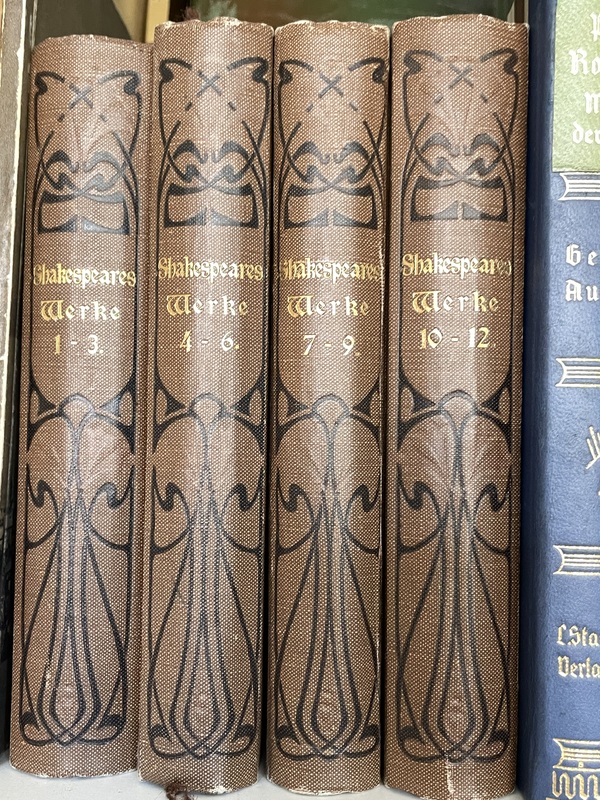 Shakespeares
Werke
1 - 3.
Shakespeares
Werke
4 - 6.
Shakespeares
Werke
7 - 9.
Shakespeares
Werke
10 - 12.